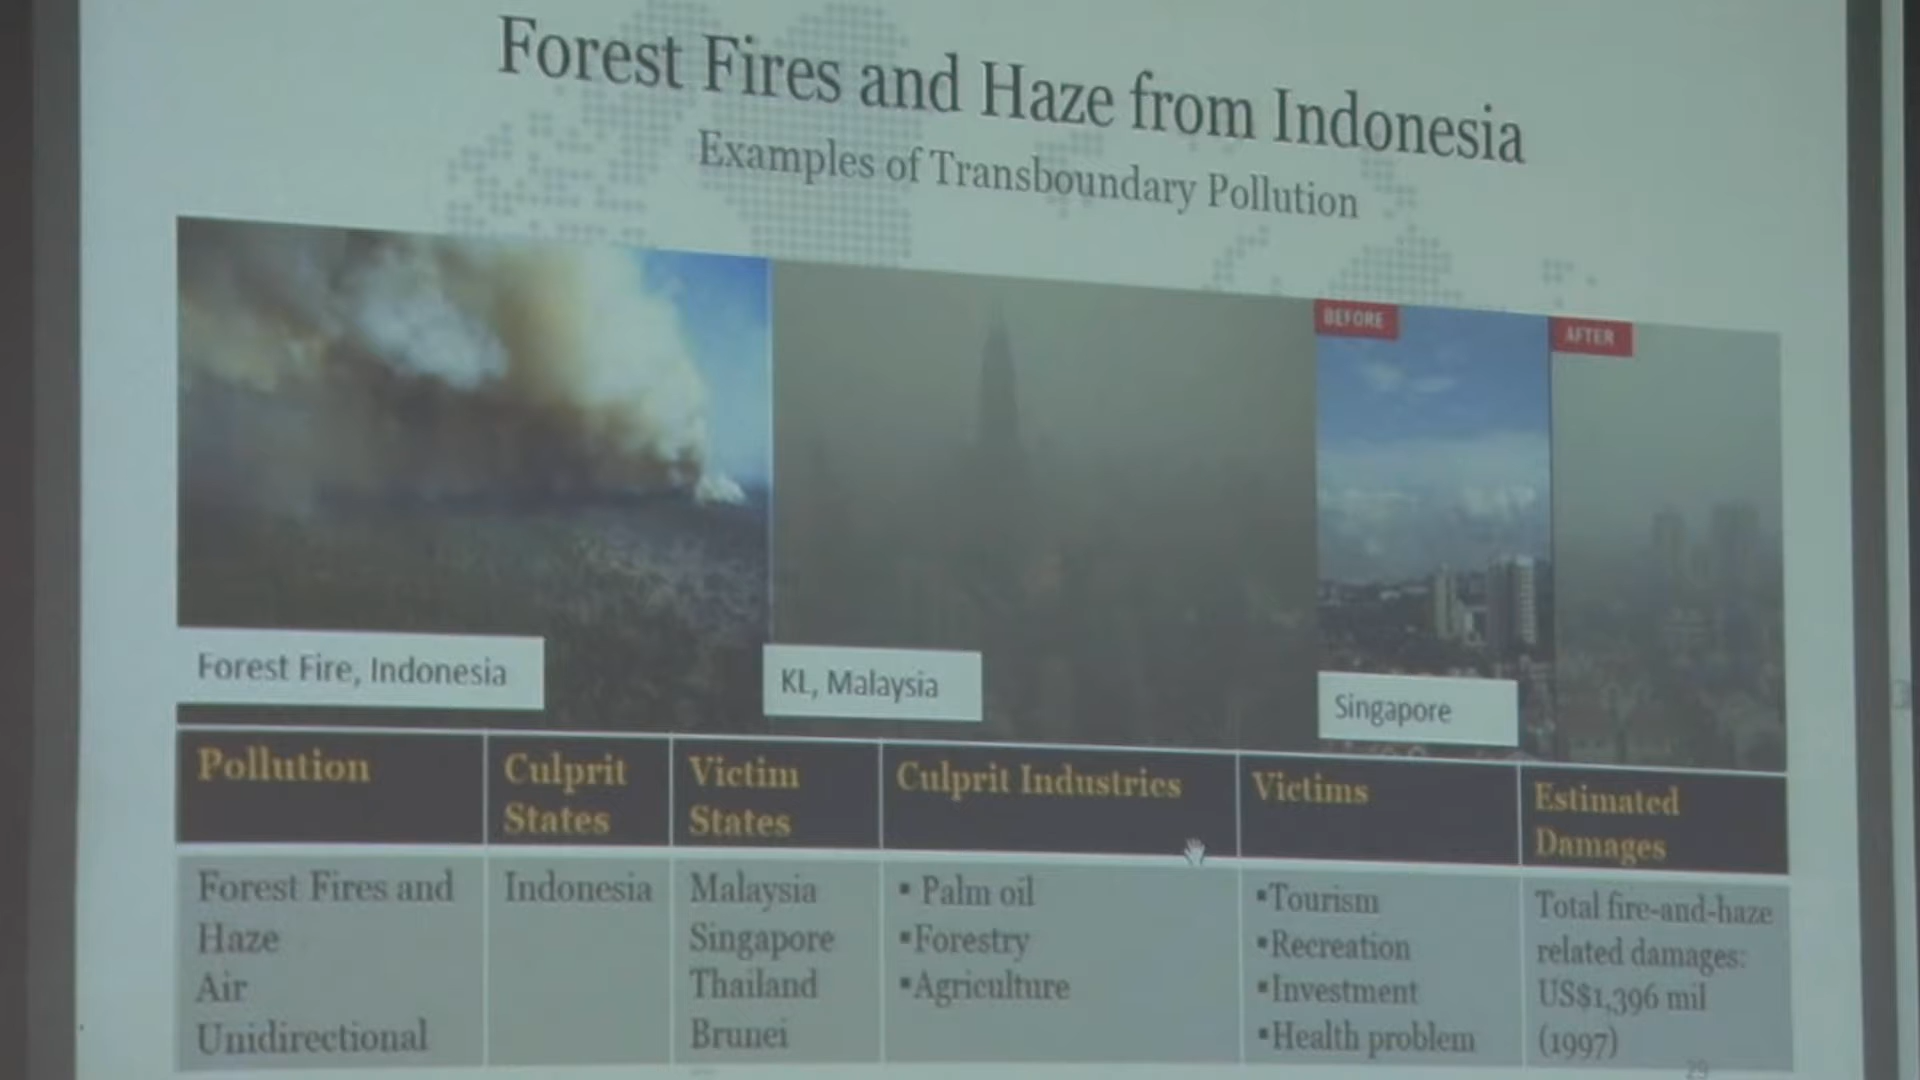 Forest Fires and Haze from Indonesia
Examples of Transboundary Pollution
BEFORE
AFTER
Forest Fire, Indonesia
KL, Malaysia
Singapore
Pollution
Culprit
States
Victim
States
Culprit Industries
Victims
Estimated
Damages
Forest Fires and
Haze
Air
Unidirectional
Indonesia
Malaysia
Singapore
Thailand
Brunei
▪ Palm oil
▪Forestry
▪Agriculture
▪Tourism
▪Recreation
▪Investment
▪Health problem
Total fire-and-haze
related damages:
US$1,396 mil
(1997)